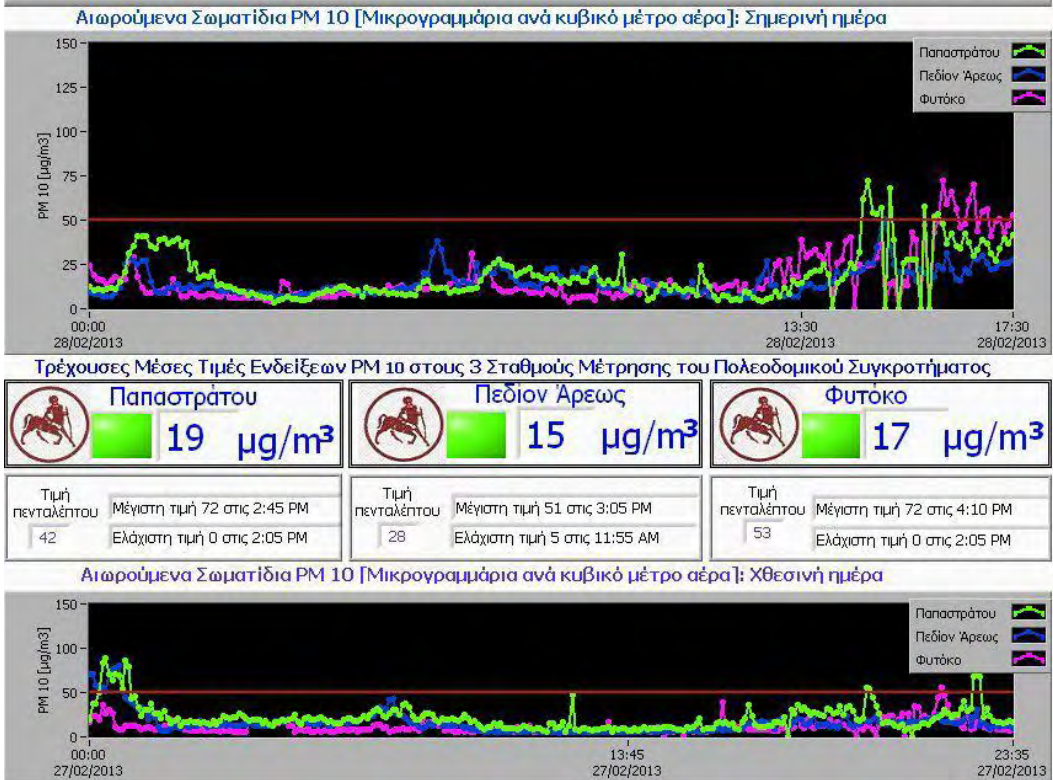 Αιωρούμενα Σωματίδια PM 10 [Μικρογραμμάρια ανά κυβικό μέτρο αέρα]: Σημερινή ημέρα
150
125
100
75
50
25
0
PM 10 [μg/m3]
Παπαστράτου
Πεδίον Άρεως
Φυτόκο
00:00
28/02/2013
13:30
28/02/2013
17:30
28/02/2013
Τρέχουσες Μέσες Τιμές Ενδείξεων PM 10 στους 3 Σταθμούς Μέτρησης του Πολεοδομικού Συγκροτήματος
Παπαστράτου
19 μg/m³
Πεδίον Άρεως
15 μg/m³
Φυτόκο
17 μg/m³
Τιμή
πενταλέπτου
42
Μέγιστη τιμή 72 στις 2:45 PM
Ελάχιστη τιμή 0 στις 2:05 PM
Τιμή
πενταλέπτου
28
Μέγιστη τιμή 51 στις 3:05 PM
Ελάχιστη τιμή 5 στις 11:55 AM
Τιμή
πενταλέπτου
53
Μέγιστη τιμή 72 στις 4:10 PM
Ελάχιστη τιμή 0 στις 2:05 PM
Αιωρούμενα Σωματίδια PM 10 [Μικρογραμμάρια ανά κυβικό μέτρο αέρα]: Χθεσινή ημέρα
150
100
50
0
PM 10 [μg/m3]
Παπαστράτου
Πεδίον Άρεως
Φυτόκο
00:00
27/02/2013
13:45
27/02/2013
23:35
27/02/2013